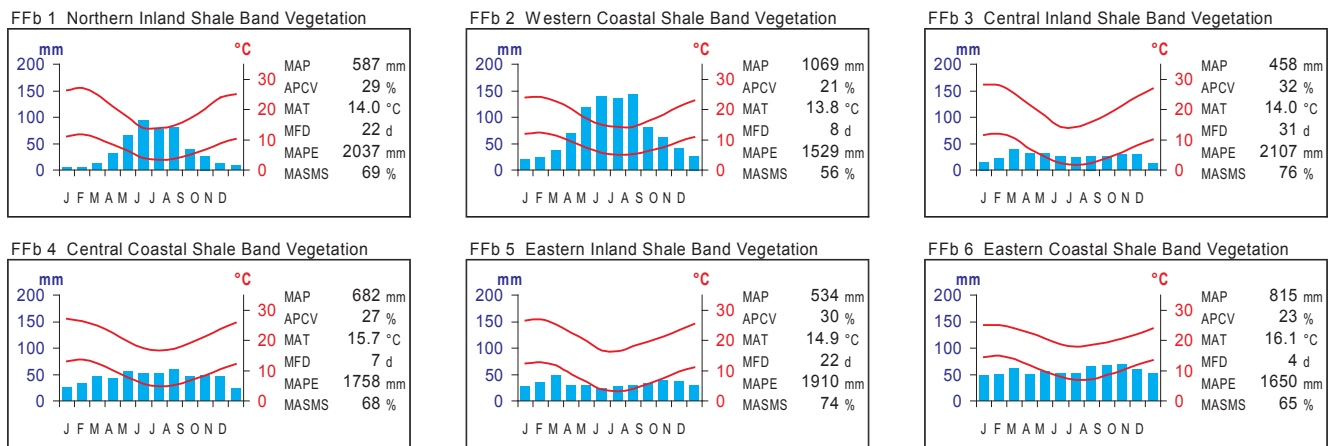 FFb 1 Northern Inland Shale Band Vegetation
mm °C
200
150
100
50
0
30
20
10
0
MAP 587 mm
APCV 29 %
MAT 14.0 °C
MFD 22 d
MAPE 2037 mm
MASMS 69 %
J F M A M J J A S O N D
FFb 2 Western Coastal Shale Band Vegetation
mm °C
200
150
100
50
0
30
20
10
0
MAP 1069 mm
APCV 21 %
MAT 13.8 °C
MFD 8 d
MAPE 1529 mm
MASMS 56 %
J F M A M J J A S O N D
FFb 3 Central Inland Shale Band Vegetation
mm °C
200
150
100
50
0
30
20
10
0
MAP 458 mm
APCV 32 %
MAT 14.0 °C
MFD 31 d
MAPE 2107 mm
MASMS 76 %
J F M A M J J A S O N D
FFb 4 Central Coastal Shale Band Vegetation
mm °C
200
150
100
50
0
30
20
10
0
MAP 682 mm
APCV 27 %
MAT 15.7 °C
MFD 7 d
MAPE 1758 mm
MASMS 68 %
J F M A M J J A S O N D
FFb 5 Eastern Inland Shale Band Vegetation
mm °C
200
150
100
50
0
30
20
10
0
MAP 534 mm
APCV 30 %
MAT 14.9 °C
MFD 22 d
MAPE 1910 mm
MASMS 74 %
J F M A M J J A S O N D
FFb 6 Eastern Coastal Shale Band Vegetation
mm °C
200
150
100
50
0
30
20
10
0
MAP 815 mm
APCV 23 %
MAT 16.1 °C
MFD 4 d
MAPE 1650 mm
MASMS 65 %
J F M A M J J A S O N D